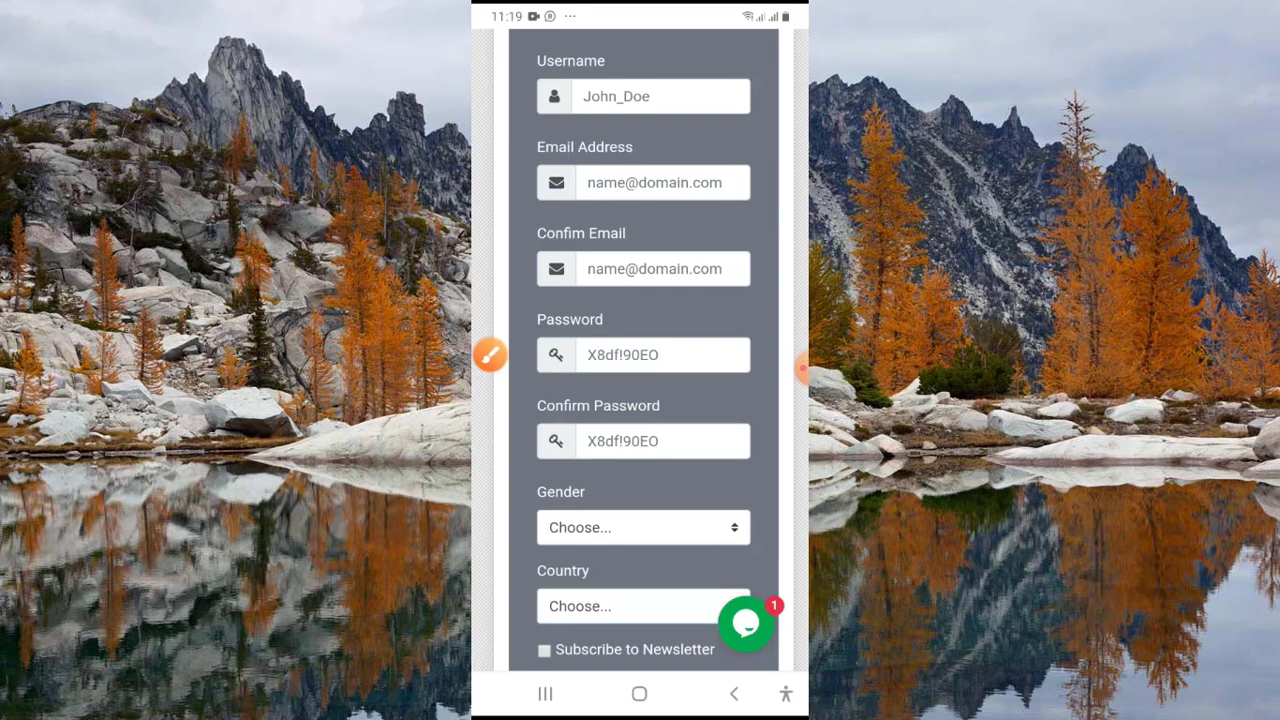 11:19
Username
John_Doe
Email Address
name@domain.com
Confim Email
name@domain.com
Password
X8df!90EO
Confirm Password
X8df!90EO
Gender
Choose...
Country
Choose...
1
Subscribe to Newsletter